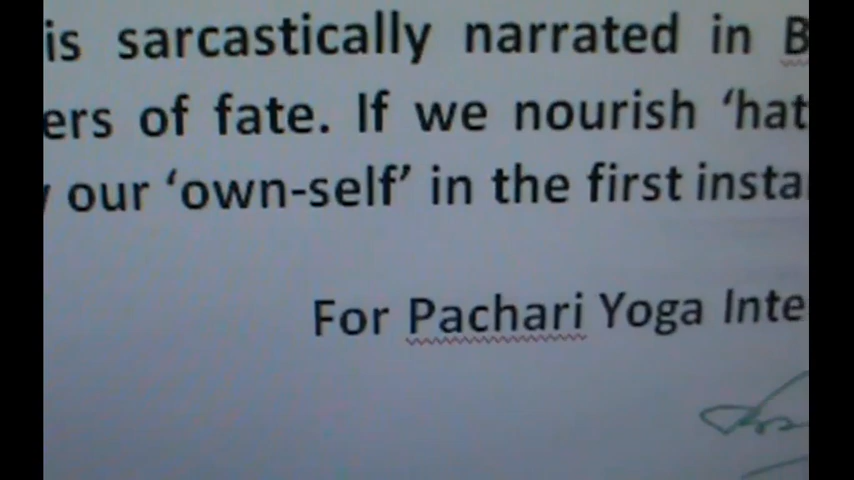 is sarcastically narrated in B
ers of fate. If we nourish ‘hat
our ‘own-self’ in the first insta
For Pachari Yoga Inte